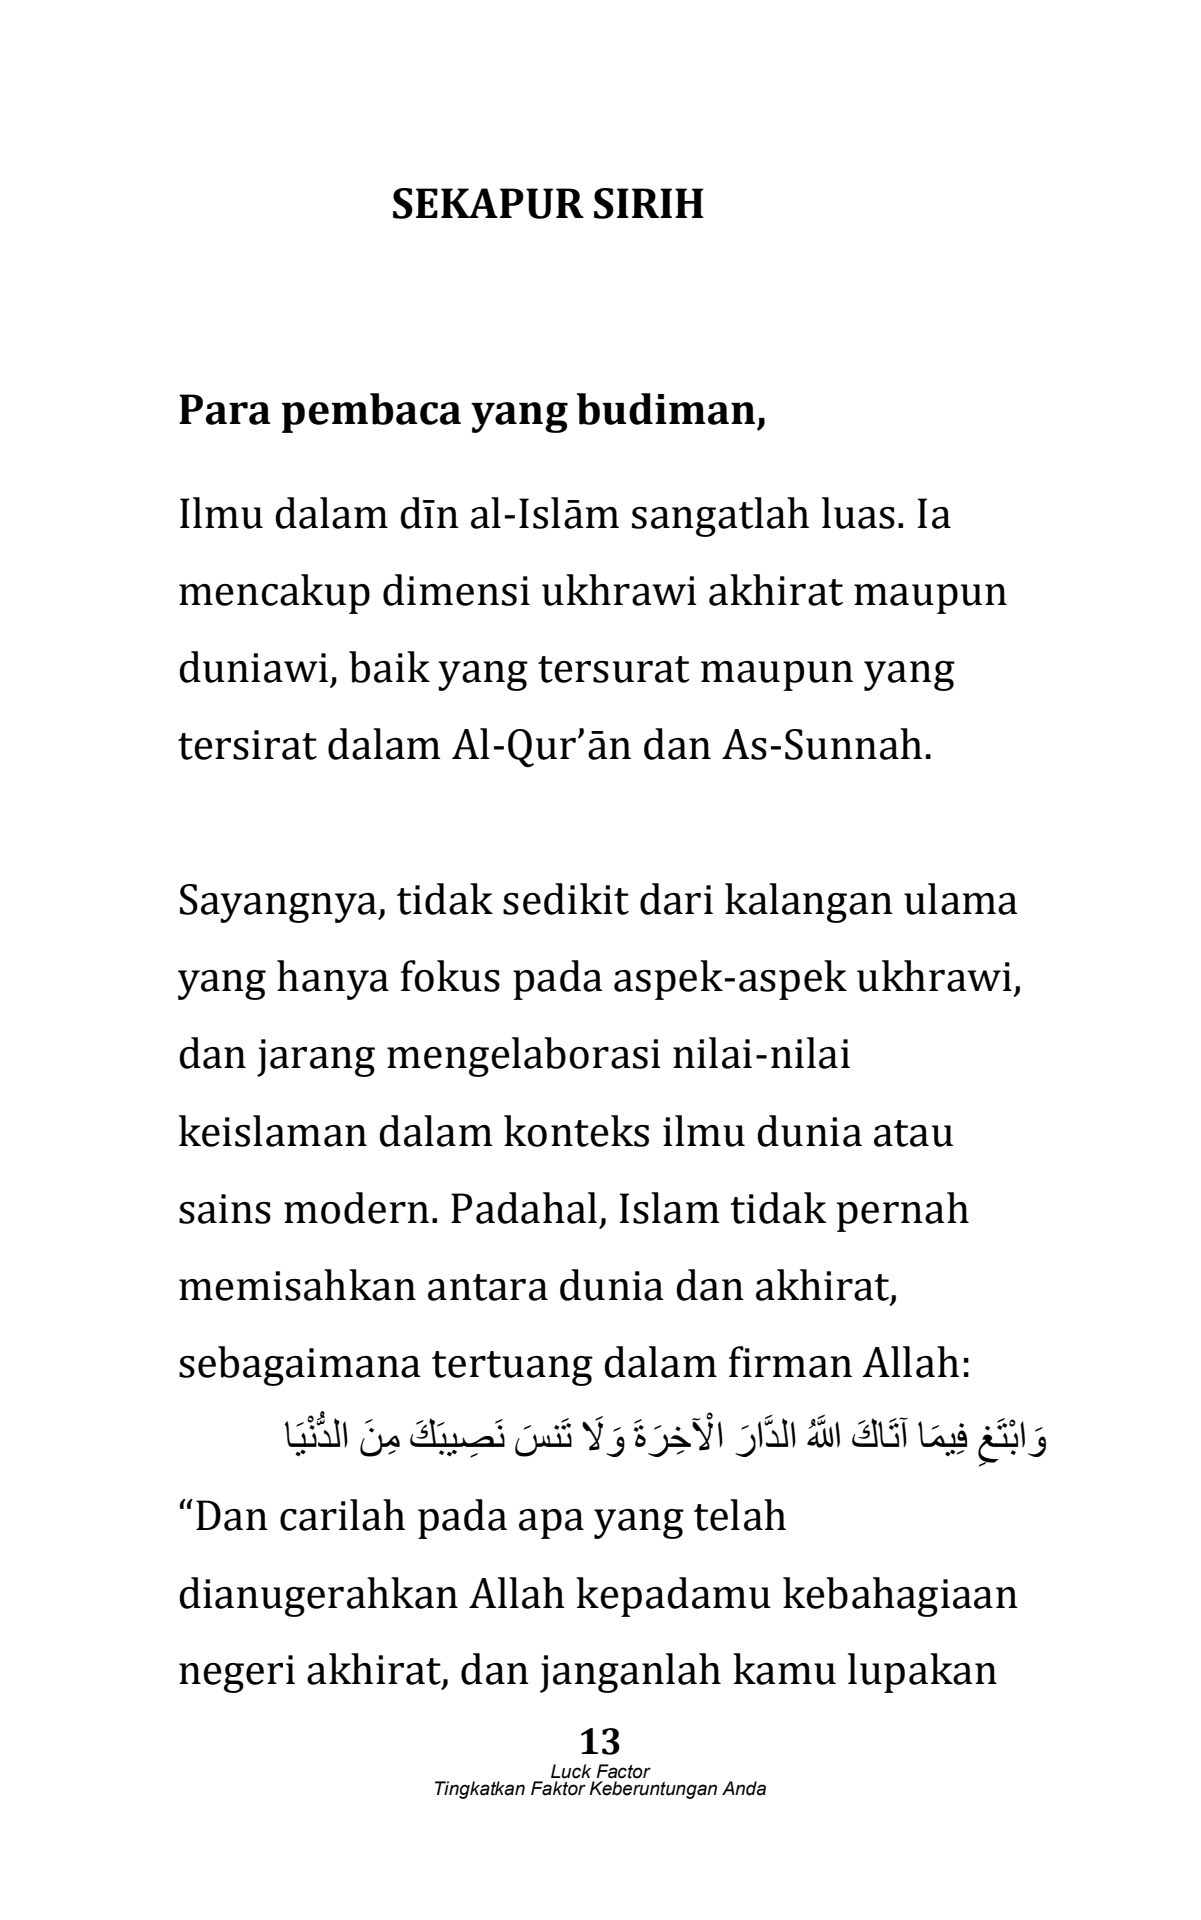 SEKAPUR SIRIH
Para pembaca yang budiman,
Ilmu dalam dīn al-Islām sangatlah luas. Ia
mencakup dimensi ukhrawi akhirat maupun
duniawi, baik yang tersurat maupun yang
tersirat dalam Al-Qur’ān dan As-Sunnah.
Sayangnya, tidak sedikit dari kalangan ulama
yang hanya fokus pada aspek-aspek ukhrawi,
dan jarang mengelaborasi nilai-nilai
keislaman dalam konteks ilmu dunia atau
sains modern. Padahal, Islam tidak pernah
memisahkan antara dunia dan akhirat,
sebagaimana tertuang dalam firman Allah:
وَابْتَغِ فِيمَا آتَاكَ اللَّهُ الدَّارَ الْآخِرَةَ وَلَا تَنسَ نَصِيبَكَ مِنَ الدُّنْيَا
“Dan carilah pada apa yang telah
dianugerahkan Allah kepadamu kebahagiaan
negeri akhirat, dan janganlah kamu lupakan
13
Luck Factor
Tingkatkan Faktor Keberuntungan Anda